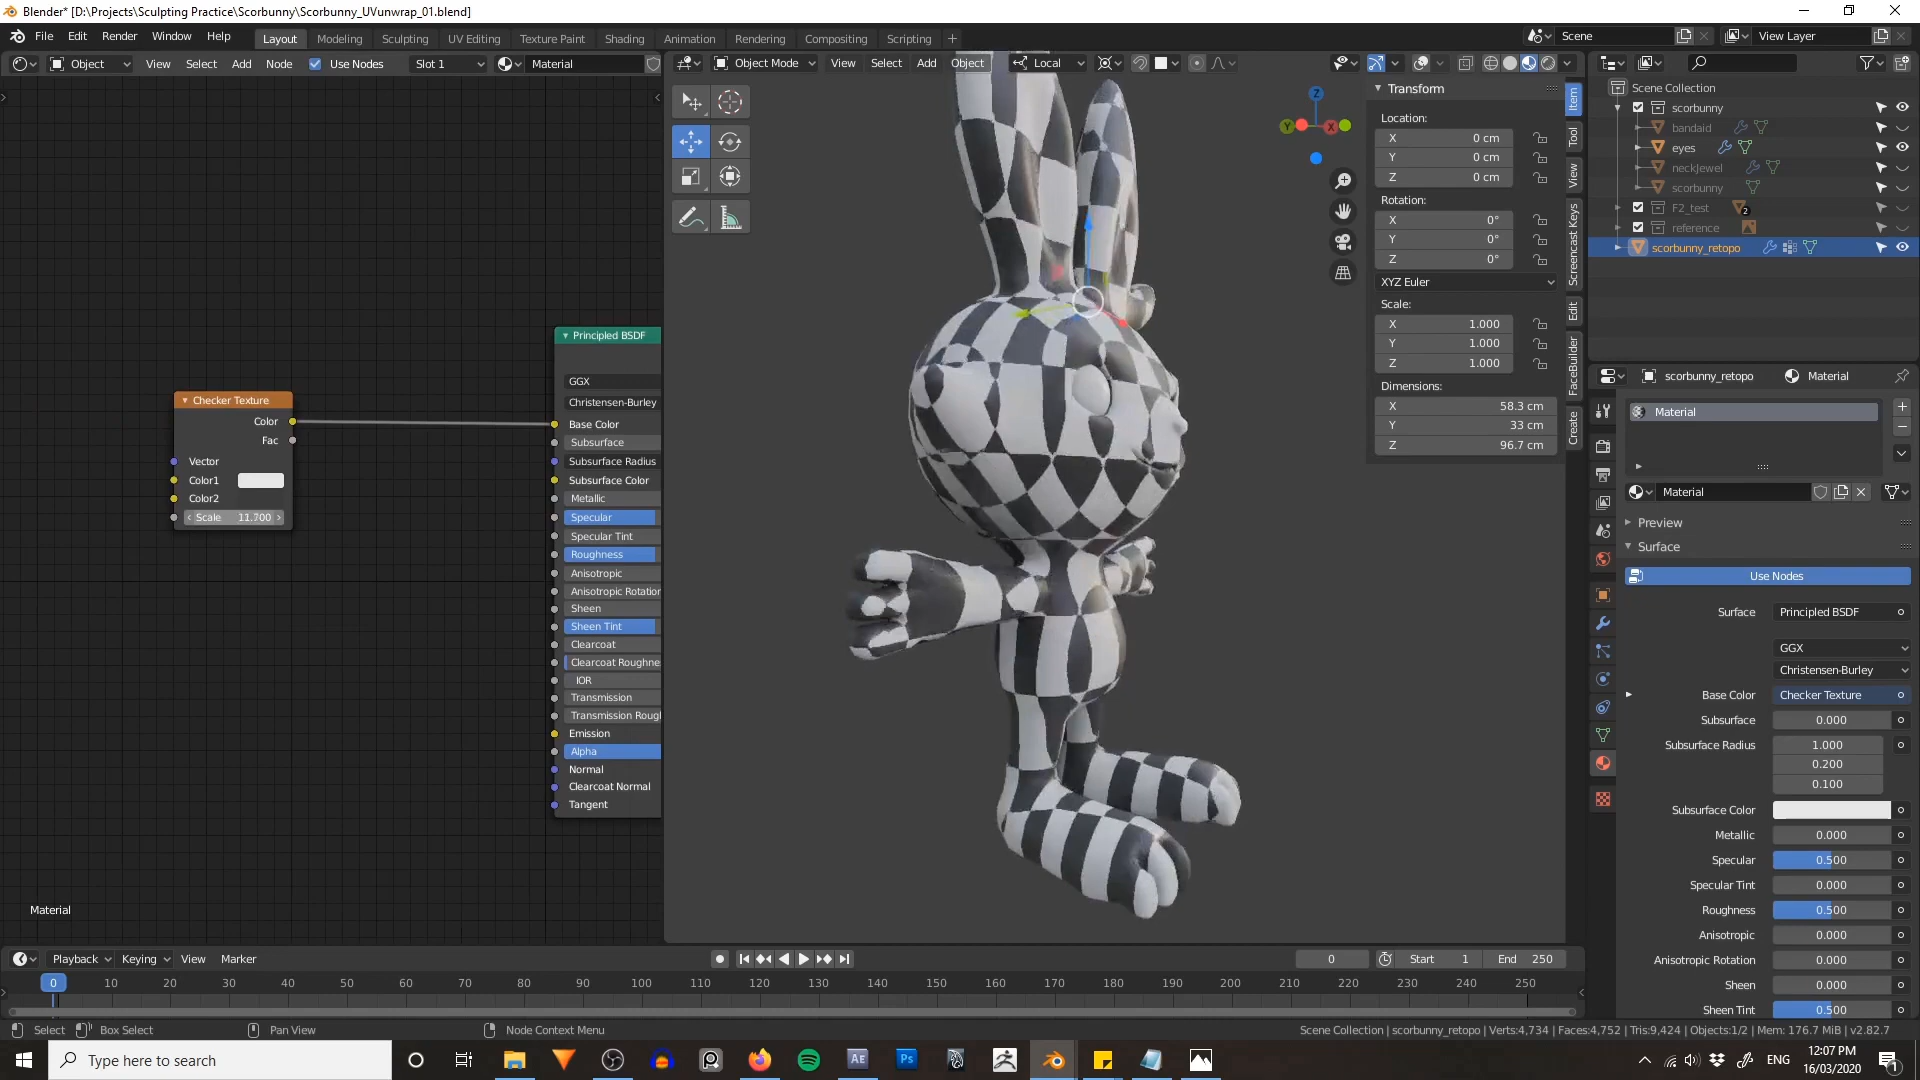 Blender* [D:\Projects\Sculpting Practice\Scorbunny\Scorbunny_UVunwrap_01.blend]
File Edit Render Window Help Layout Modeling Sculpting UV Editing Texture Paint Shading Animation Rendering Compositing Scripting + Scene View Layer
Object View Select Add Node Use Nodes Slot 1 Material
Object Mode View Select Add Object Local
Checker Texture
Color
Fac
Vector
Color1
Color2
Scale 11.700
Principled BSDF
GGX
Christensen-Burley
Base Color
Subsurface
Subsurface Radius
Subsurface Color
Metallic
Specular
Specular Tint
Roughness
Anisotropic
Anisotropic Rotation
Sheen
Sheen Tint
Clearcoat
Clearcoat Roughne
IOR
Transmission
Transmission Roug
Emission
Alpha
Normal
Clearcoat Normal
Tangent
Material
Z
Y
X
Transform
Location:
X 0 cm
Y 0 cm
Z 0 cm
Rotation:
X 0°
Y 0°
Z 0°
XYZ Euler
Scale:
X 1.000
Y 1.000
Z 1.000
Dimensions:
X 58.3 cm
Y 33 cm
Z 96.7 cm
Item
Tool
View
Screencast Keys
Edit
FaceBuilder
Create
Scene Collection
scorbunny
bandaid
eyes
neckJewel
scorbunny
F2_test 2
reference
scorbunny_retopo
scorbunny_retopo Material
Material
Material
Preview
Surface
Use Nodes
Surface Principled BSDF
GGX
Christensen-Burley
Base Color Checker Texture
Subsurface 0.000
Subsurface Radius 1.000
0.200
0.100
Subsurface Color
Metallic 0.000
Specular 0.500
Specular Tint 0.000
Roughness 0.500
Anisotropic 0.000
Anisotropic Rotation 0.000
Sheen 0.000
Sheen Tint 0.500
Playback Keying View Marker 0 Start 1 End 250
0 10 20 30 40 50 60 70 80 90 100 110 120 130 140 150 160 170 180 190 200 210 220 230 240 250
Select Box Select Pan View Node Context Menu Scene Collection | scorbunny_retopo | Verts:4,734 | Faces:4,752 | Tris:9,424 | Objects:1/2 | Mem: 176.7 MiB | v2.82.7
Type here to search AE Ps ENG 12:07 PM
16/03/2020 1